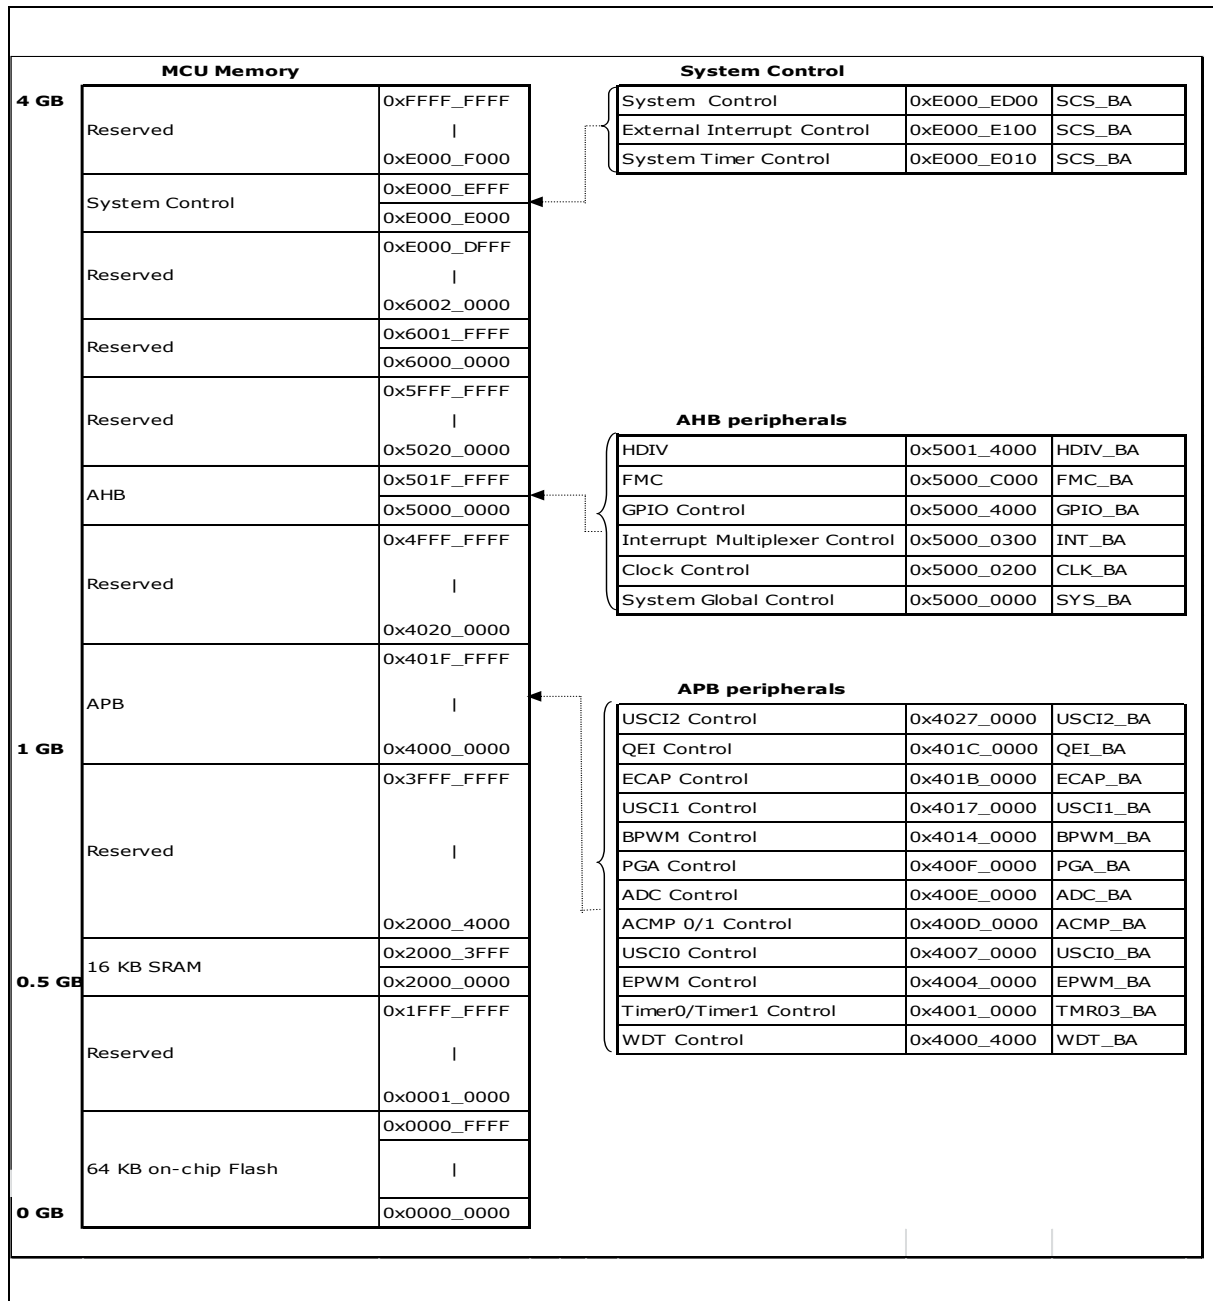 MCU Memory
4 GB
Reserved
0xFFFF_FFFF
|
0xE000_F000
System Control
0xE000_EFFF
0xE000_E000
Reserved
0xE000_DFFF
|
0x6002_0000
Reserved
0x6001_FFFF
0x6000_0000
Reserved
0x5FFF_FFFF
|
0x5020_0000
AHB
0x501F_FFFF
0x5000_0000
Reserved
0x4FFF_FFFF
|
0x4020_0000
APB
0x401F_FFFF
|
1 GB
0x4000_0000
Reserved
0x3FFF_FFFF
|
0x2000_4000
16 KB SRAM
0x2000_3FFF
0.5 GB
0x2000_0000
Reserved
0x1FFF_FFFF
|
0x0001_0000
64 KB on-chip Flash
0x0000_FFFF
|
0 GB
0x0000_0000
System Control
System Control 0xE000_ED00 SCS_BA
External Interrupt Control 0xE000_E100 SCS_BA
System Timer Control 0xE000_E010 SCS_BA
AHB peripherals
HDIV 0x5001_4000 HDIV_BA
FMC 0x5000_C000 FMC_BA
GPIO Control 0x5000_4000 GPIO_BA
Interrupt Multiplexer Control 0x5000_0300 INT_BA
Clock Control 0x5000_0200 CLK_BA
System Global Control 0x5000_0000 SYS_BA
APB peripherals
USCI2 Control 0x4027_0000 USCI2_BA
QEI Control 0x401C_0000 QEI_BA
ECAP Control 0x401B_0000 ECAP_BA
USCI1 Control 0x4017_0000 USCI1_BA
BPWM Control 0x4014_0000 BPWM_BA
PGA Control 0x400F_0000 PGA_BA
ADC Control 0x400E_0000 ADC_BA
ACMP 0/1 Control 0x400D_0000 ACMP_BA
USCI0 Control 0x4007_0000 USCI0_BA
EPWM Control 0x4004_0000 EPWM_BA
Timer0/Timer1 Control 0x4001_0000 TMR03_BA
WDT Control 0x4000_4000 WDT_BA